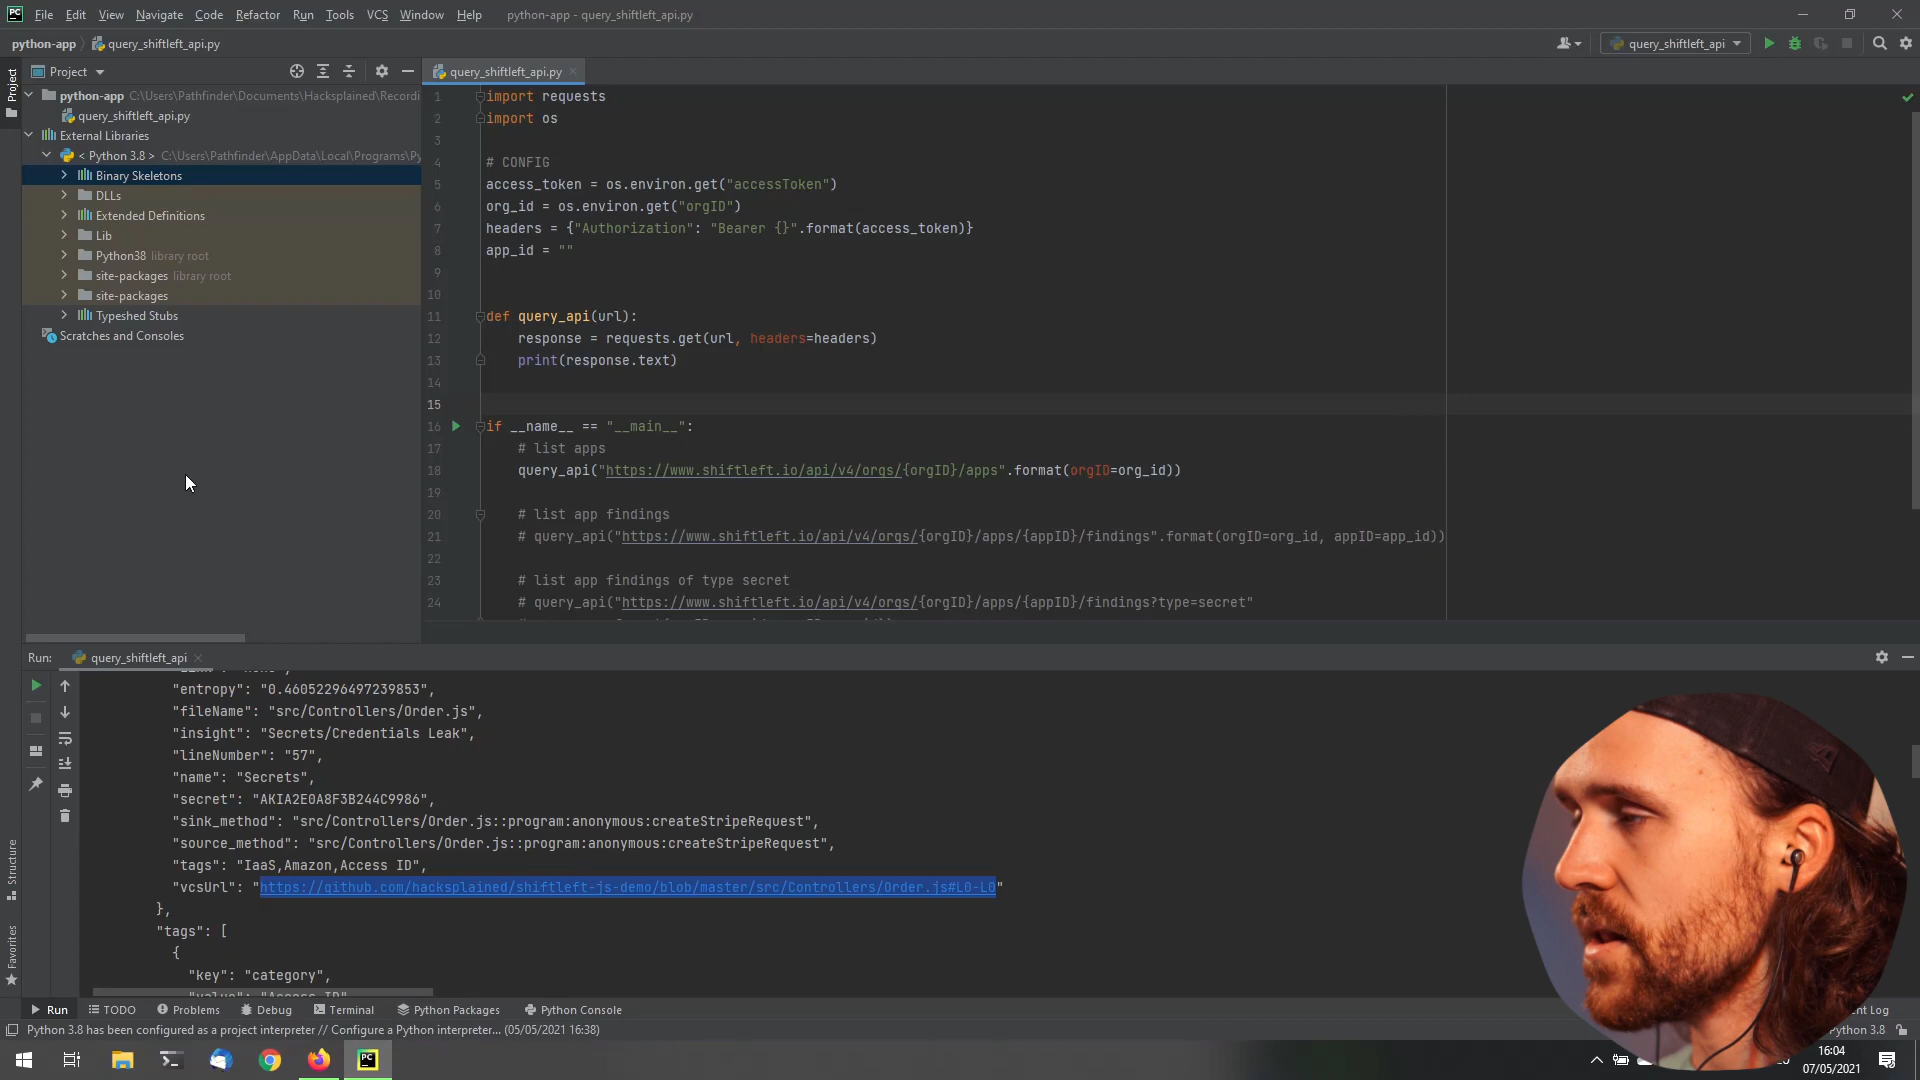 PC File Edit View Navigate Code Refactor Run Tools VCS Window Help python-app - query_shiftleft_api.py
python-app query_shiftleft_api.py
query_shiftleft_api
Project
Project
query_shiftleft_api.py
python-app C:\Users\Pathfinder\Documents\Hacksplained\Recordi
query_shiftleft_api.py
External Libraries
< Python 3.8 > C:\Users\Pathfinder\AppData\Local\Programs\Py
Binary Skeletons
DLLs
Extended Definitions
Lib
Python38 library root
site-packages library root
site-packages
Typeshed Stubs
Scratches and Consoles
1 import requests
2 import os
3
4 # CONFIG
5 access_token = os.environ.get("accessToken")
6 org_id = os.environ.get("orgID")
7 headers = {"Authorization": "Bearer {}".format(access_token)}
8 app_id = ""
9
10
11 def query_api(url):
12 response = requests.get(url, headers=headers)
13 print(response.text)
14
15
16 if __name__ == "__main__":
17 # list apps
18 query_api("https://www.shiftleft.io/api/v4/orgs/{orgID}/apps".format(orgID=org_id))
19
20 # list app findings
21 # query_api("https://www.shiftleft.io/api/v4/orgs/{orgID}/apps/{appID}/findings".format(orgID=org_id, appID=app_id))
22
23 # list app findings of type secret
24 # query_api("https://www.shiftleft.io/api/v4/orgs/{orgID}/apps/{appID}/findings?type=secret"
Run: query_shiftleft_api
"entropy": "0.46052296497239853",
"fileName": "src/Controllers/Order.js",
"insight": "Secrets/Credentials Leak",
"lineNumber": "57",
"name": "Secrets",
"secret": "AKIA2E0A8F3B244C9986",
"sink_method": "src/Controllers/Order.js::program:anonymous:createStripeRequest",
"source_method": "src/Controllers/Order.js::program:anonymous:createStripeRequest",
"tags": "IaaS,Amazon,Access ID",
"vcsUrl": "https://github.com/hacksplained/shiftleft-js-demo/blob/master/src/Controllers/Order.js#L0-L0"
},
"tags": [
{
"key": "category",
"value": "Access ID"
Structure
Favorites
Run TODO Problems Debug Terminal Python Packages Python Console nt Log
Python 3.8 has been configured as a project interpreter // Configure a Python interpreter... (05/05/2021 16:38) Python 3.8
PC
16:04
07/05/2021